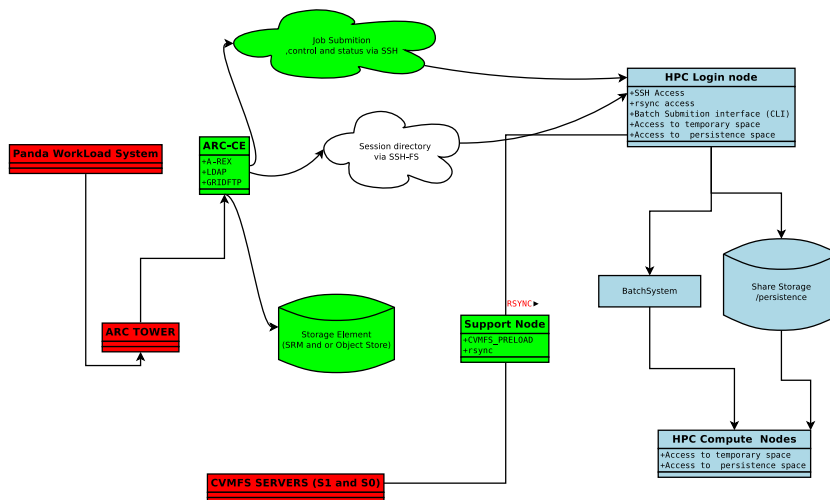 Job Submition
,control and status via SSH
HPC Login node
+SSH Access
+rsync access
+Batch Submition interface (CLI)
+Access to temporary space
+Access to persistence space
ARC-CE
+A-REX
+LDAP
+GRIDFTP
Session directory
via SSH-FS
Panda WorkLoad System
BatchSystem
Share Storage
/persistence
RSYNC►
ARC TOWER
Storage Element
(SRM and or Object Store)
Support Node
+CVMFS_PRELOAD
+rsync
HPC Compute Nodes
+Access to temporary space
+Access to persistence space
CVMFS SERVERS (S1 and S0)